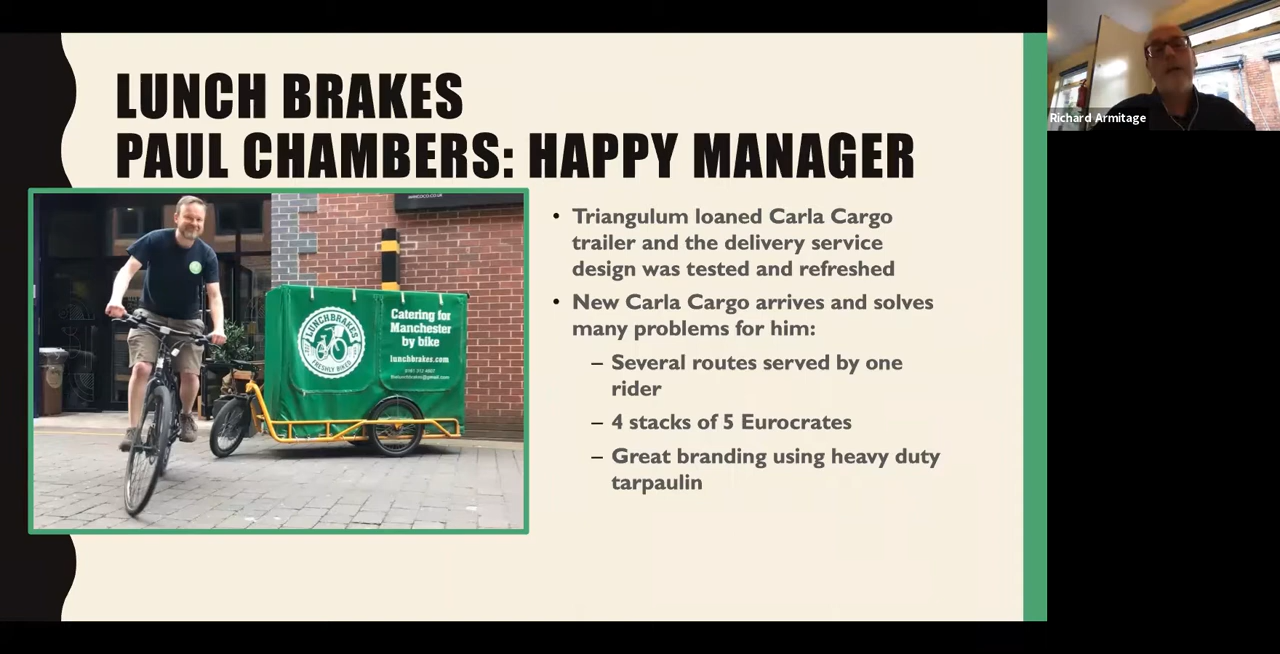 LUNCH BRAKES
PAUL CHAMBERS: HAPPY MANAGER
Richard Armitage
• Triangulum loaned Carla Cargo
trailer and the delivery service
design was tested and refreshed
• New Carla Cargo arrives and solves
many problems for him:
– Several routes served by one
rider
– 4 stacks of 5 Eurocrates
– Great branding using heavy duty
tarpaulin
LUNCHBRAKES
FRESHLY BIKED
Catering for
Manchester
by bike
lunchbrakes.com